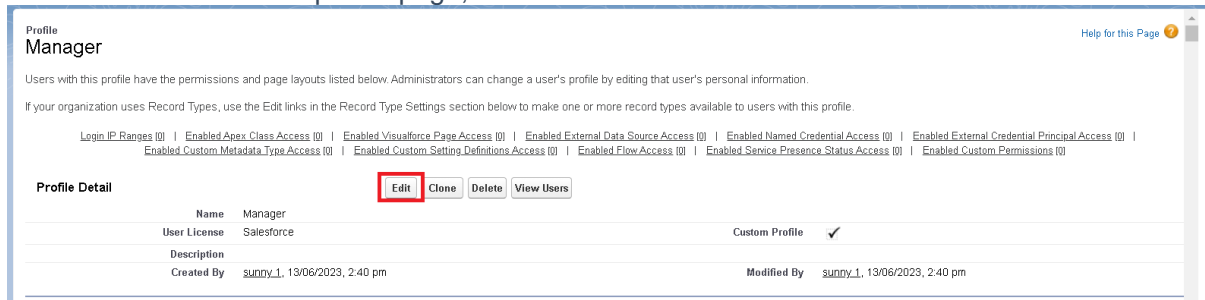 Profile
Manager
Help for this Page
Users with this profile have the permissions and page layouts listed below. Administrators can change a user's profile by editing that user's personal information.
If your organization uses Record Types, use the Edit links in the Record Type Settings section below to make one or more record types available to users with this profile.
Login IP Ranges [0] | Enabled Apex Class Access [0] | Enabled Visualforce Page Access [0] | Enabled External Data Source Access [0] | Enabled Named Credential Access [0] | Enabled External Credential Principal Access [0] |
Enabled Custom Metadata Type Access [0] | Enabled Custom Setting Definitions Access [0] | Enabled Flow Access [0] | Enabled Service Presence Status Access [0] | Enabled Custom Permissions [0]
Profile Detail Edit Clone Delete View Users
Name Manager
User License Salesforce Custom Profile ✓
Description
Created By sunny 1, 13/06/2023, 2:40 pm Modified By sunny 1, 13/06/2023, 2:40 pm